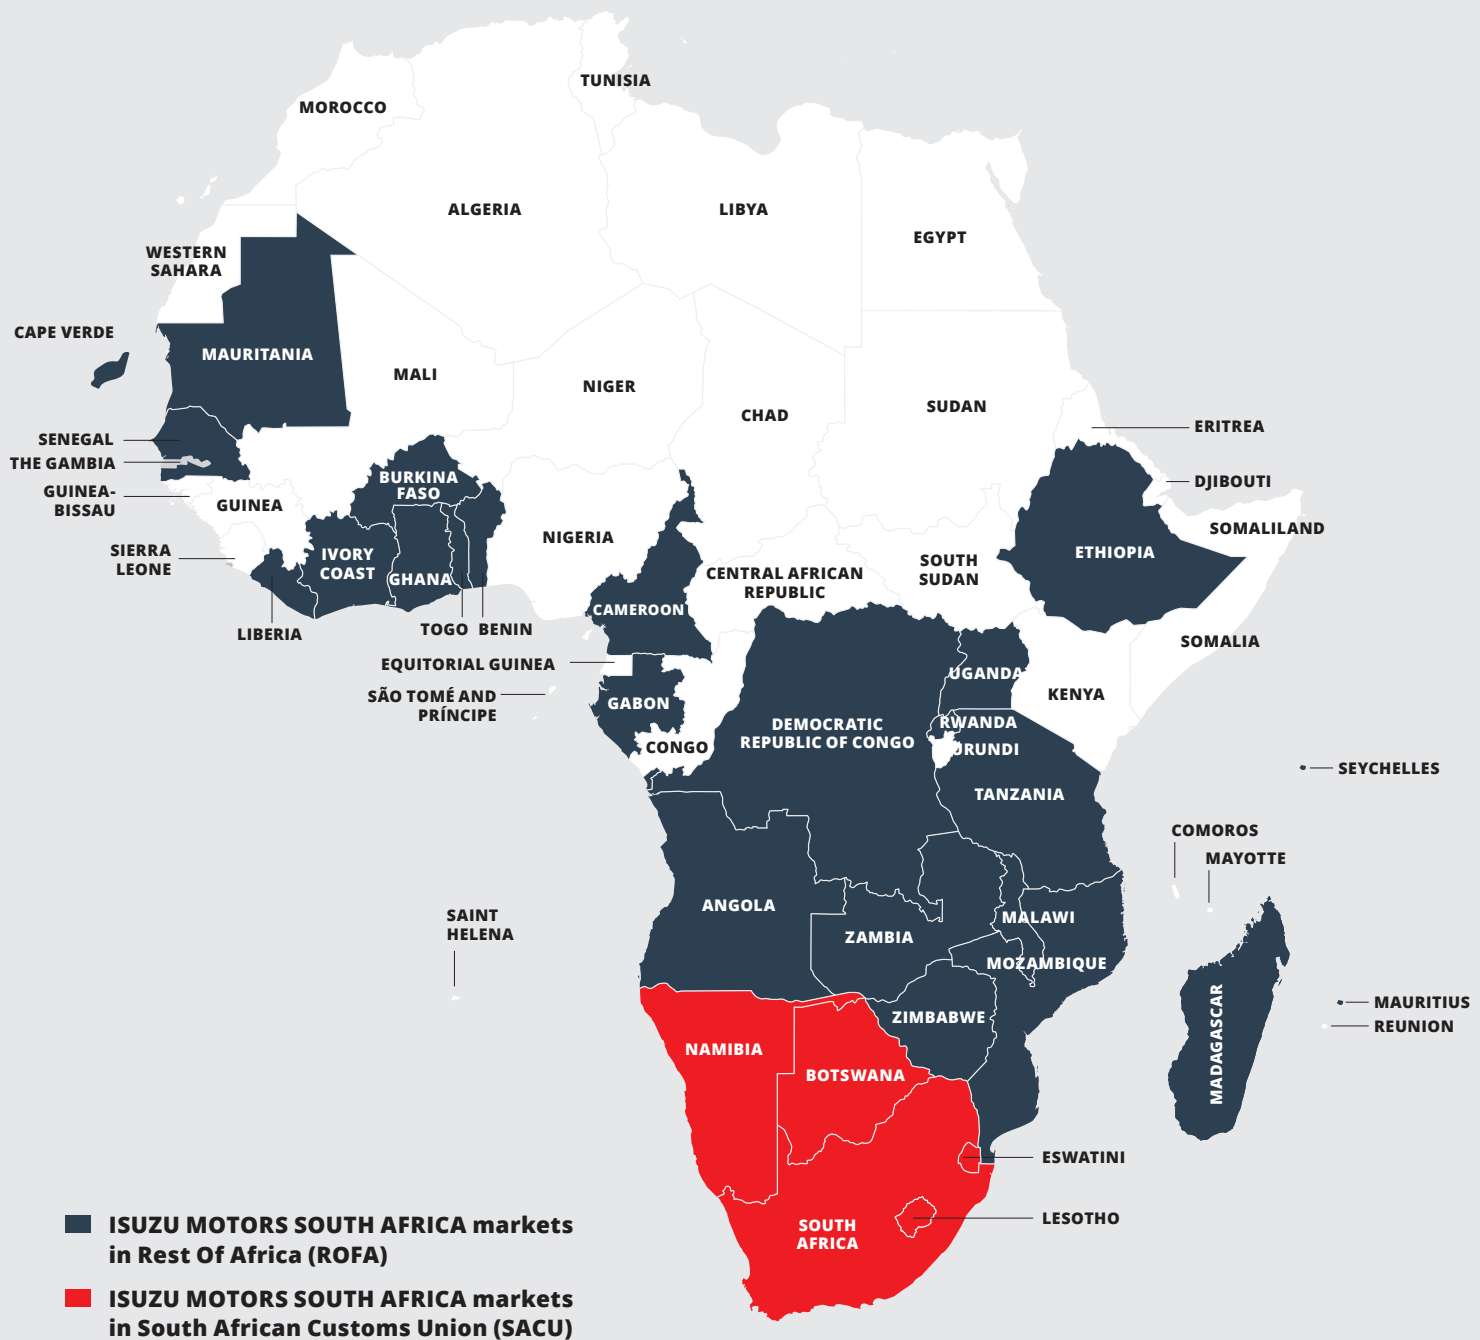 TUNISIA
MOROCCO
ALGERIA
LIBYA
EGYPT
WESTERN
SAHARA
CAPE VERDE
MAURITANIA
MALI
NIGER
CHAD
SUDAN
ERITREA
SENEGAL
THE GAMBIA
GUINEA-
BISSAU
GUINEA
BURKINA
FASO
DJIBOUTI
SOMALILAND
NIGERIA
SIERRA
LEONE
IVORY
COAST
GHANA
ETHIOPIA
SOUTH
SUDAN
CENTRAL AFRICAN
REPUBLIC
CAMEROON
LIBERIA
TOGO
BENIN
SOMALIA
EQUITORIAL GUINEA
UGANDA
KENYA
SÃO TOMÉ AND
PRÍNCIPE
GABON
DEMOCRATIC
REPUBLIC OF CONGO
RWANDA
CONGO
URUNDI
SEYCHELLES
TANZANIA
COMOROS
MAYOTTE
ANGOLA
SAINT
HELENA
MALAWI
ZAMBIA
MOZAMBIQUE
MADAGASCAR
MAURITIUS
REUNION
ZIMBABWE
NAMIBIA
BOTSWANA
ESWATINI
LESOTHO
SOUTH
AFRICA
ISUZU MOTORS SOUTH AFRICA markets
in Rest Of Africa (ROFA)
ISUZU MOTORS SOUTH AFRICA markets
in South African Customs Union (SACU)